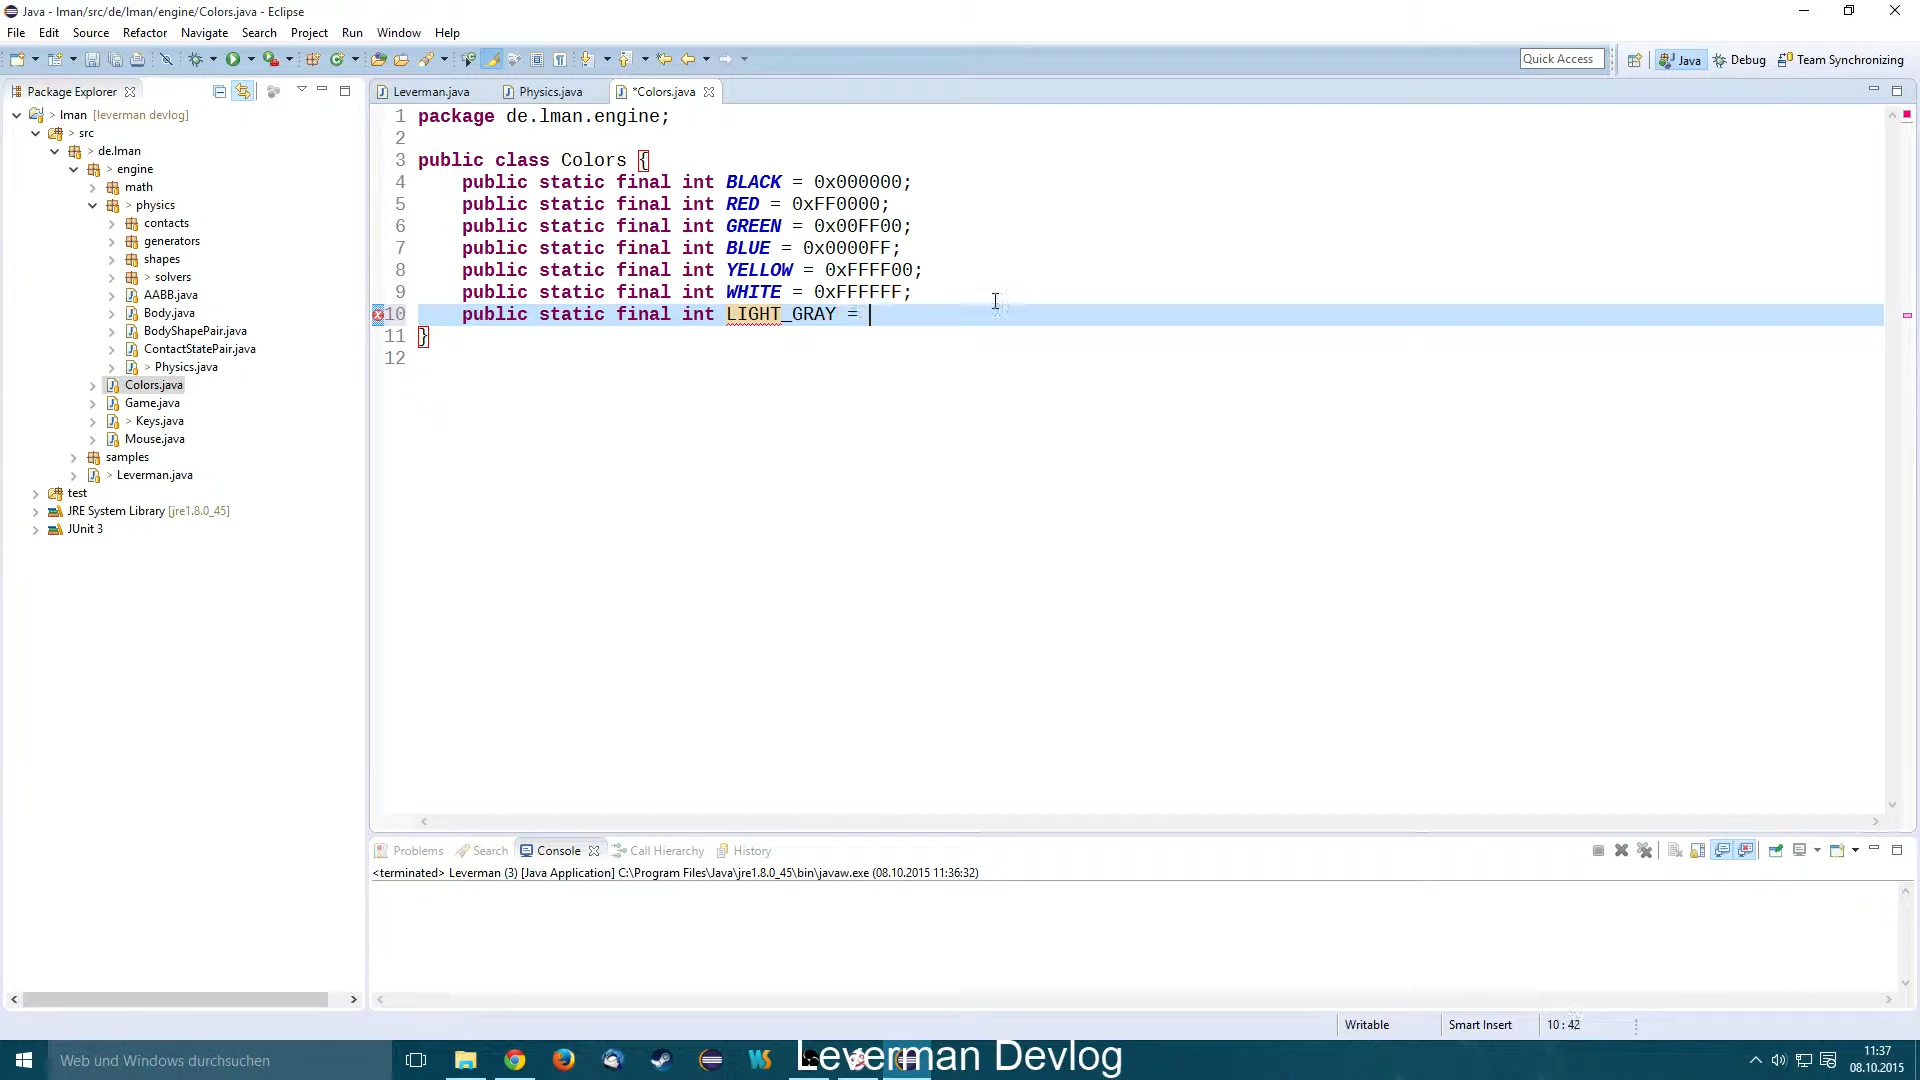 Java - lman/src/de/lman/engine/Colors.java - Eclipse
File Edit Source Refactor Navigate Search Project Run Window Help
Quick Access
Java
Debug
Team Synchronizing
Package Explorer
> lman [leverman devlog]
> src
> de.lman
> engine
math
> physics
contacts
generators
shapes
> solvers
AABB.java
Body.java
BodyShapePair.java
ContactStatePair.java
> Physics.java
Colors.java
Game.java
> Keys.java
Mouse.java
samples
> Leverman.java
test
JRE System Library [jre1.8.0_45]
JUnit 3
Leverman.java Physics.java *Colors.java
1 package de.lman.engine;
2
3 public class Colors {
4 public static final int BLACK = 0x000000;
5 public static final int RED = 0xFF0000;
6 public static final int GREEN = 0x00FF00;
7 public static final int BLUE = 0x0000FF;
8 public static final int YELLOW = 0xFFFF00;
9 public static final int WHITE = 0xFFFFFF;
10 public static final int LIGHT_GRAY =
11 }
12
Problems Search Console Call Hierarchy History
<terminated> Leverman (3) [Java Application] C:\Program Files\Java\jre1.8.0_45\bin\javaw.exe (08.10.2015 11:36:32)
Writable Smart Insert 10 : 42
Web und Windows durchsuchen
Leverman Devlog
11:37
08.10.2015